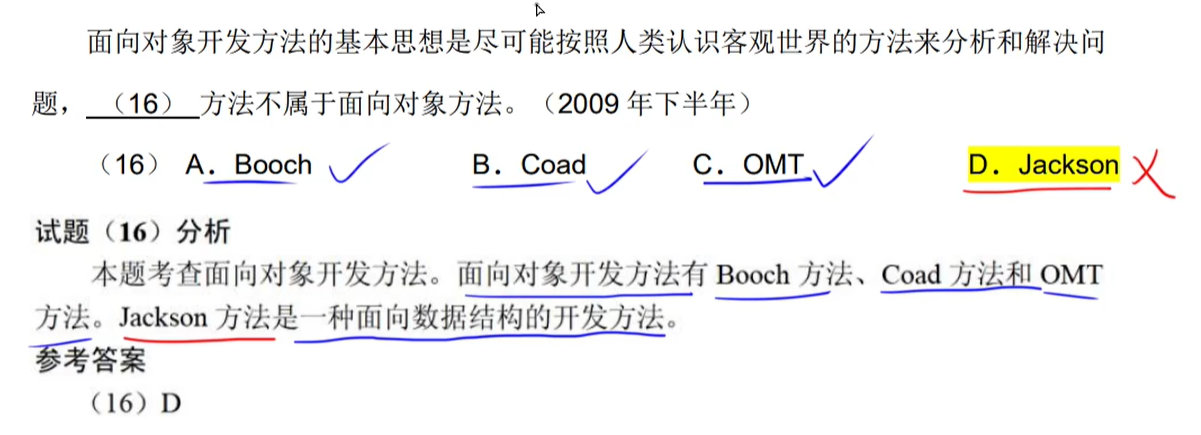 面向对象开发方法的基本思想是尽可能按照人类认识客观世界的方法来分析和解决问
题，（16）方法不属于面向对象方法。（2009 年下半年）
（16） A．Booch B．Coad C．OMT D．Jackson
试题（16）分析
本题考查面向对象开发方法。面向对象开发方法有 Booch 方法、Coad 方法和 OMT
方法。Jackson 方法是一种面向数据结构的开发方法。
参考答案
（16）D